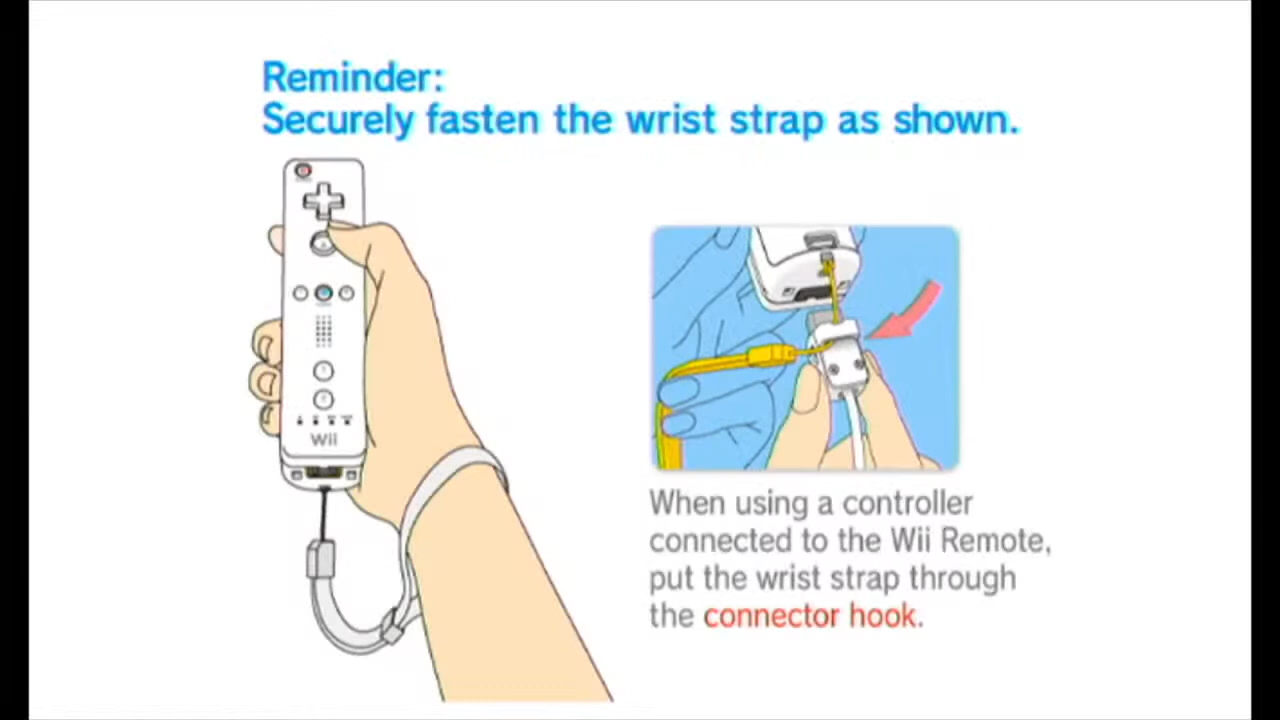 Reminder:
Securely fasten the wrist strap as shown.
Wii
When using a controller
connected to the Wii Remote,
put the wrist strap through
the connector hook.